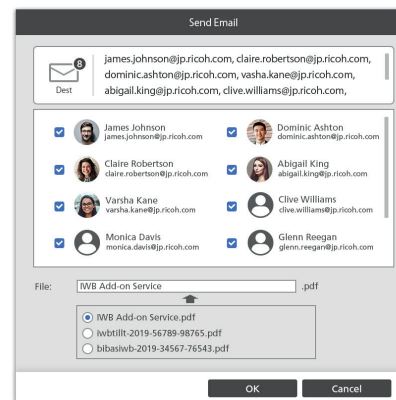 Send Email
8
Dest
james.johnson@jp.ricoh.com, claire.robertson@jp.ricoh.com,
dominic.ashton@jp.ricoh.com, vasha.kane@jp.ricoh.com,
abigail.king@jp.ricoh.com, clive.williams@jp.ricoh.com,
James Johnson
james.johnson@jp.ricoh.com
Dominic Ashton
dominic.ashton@jp.ricoh.com
Claire Robertson
claire.robertson@jp.ricoh.com
Abigail King
abigail.king@jp.ricoh.com
Varsha Kane
varsha.kane@jp.ricoh.com
Clive Williams
clive.williams@jp.ricoh.com
Monica Davis
monica.davis@jp.ricoh.com
Glenn Reegan
glenn.reegan@jp.ricoh.com
File: IWB Add-on Service .pdf
IWB Add-on Service.pdf
iwbtillt-2019-56789-98765.pdf
bibasiwb-2019-34567-76543.pdf
OK Cancel